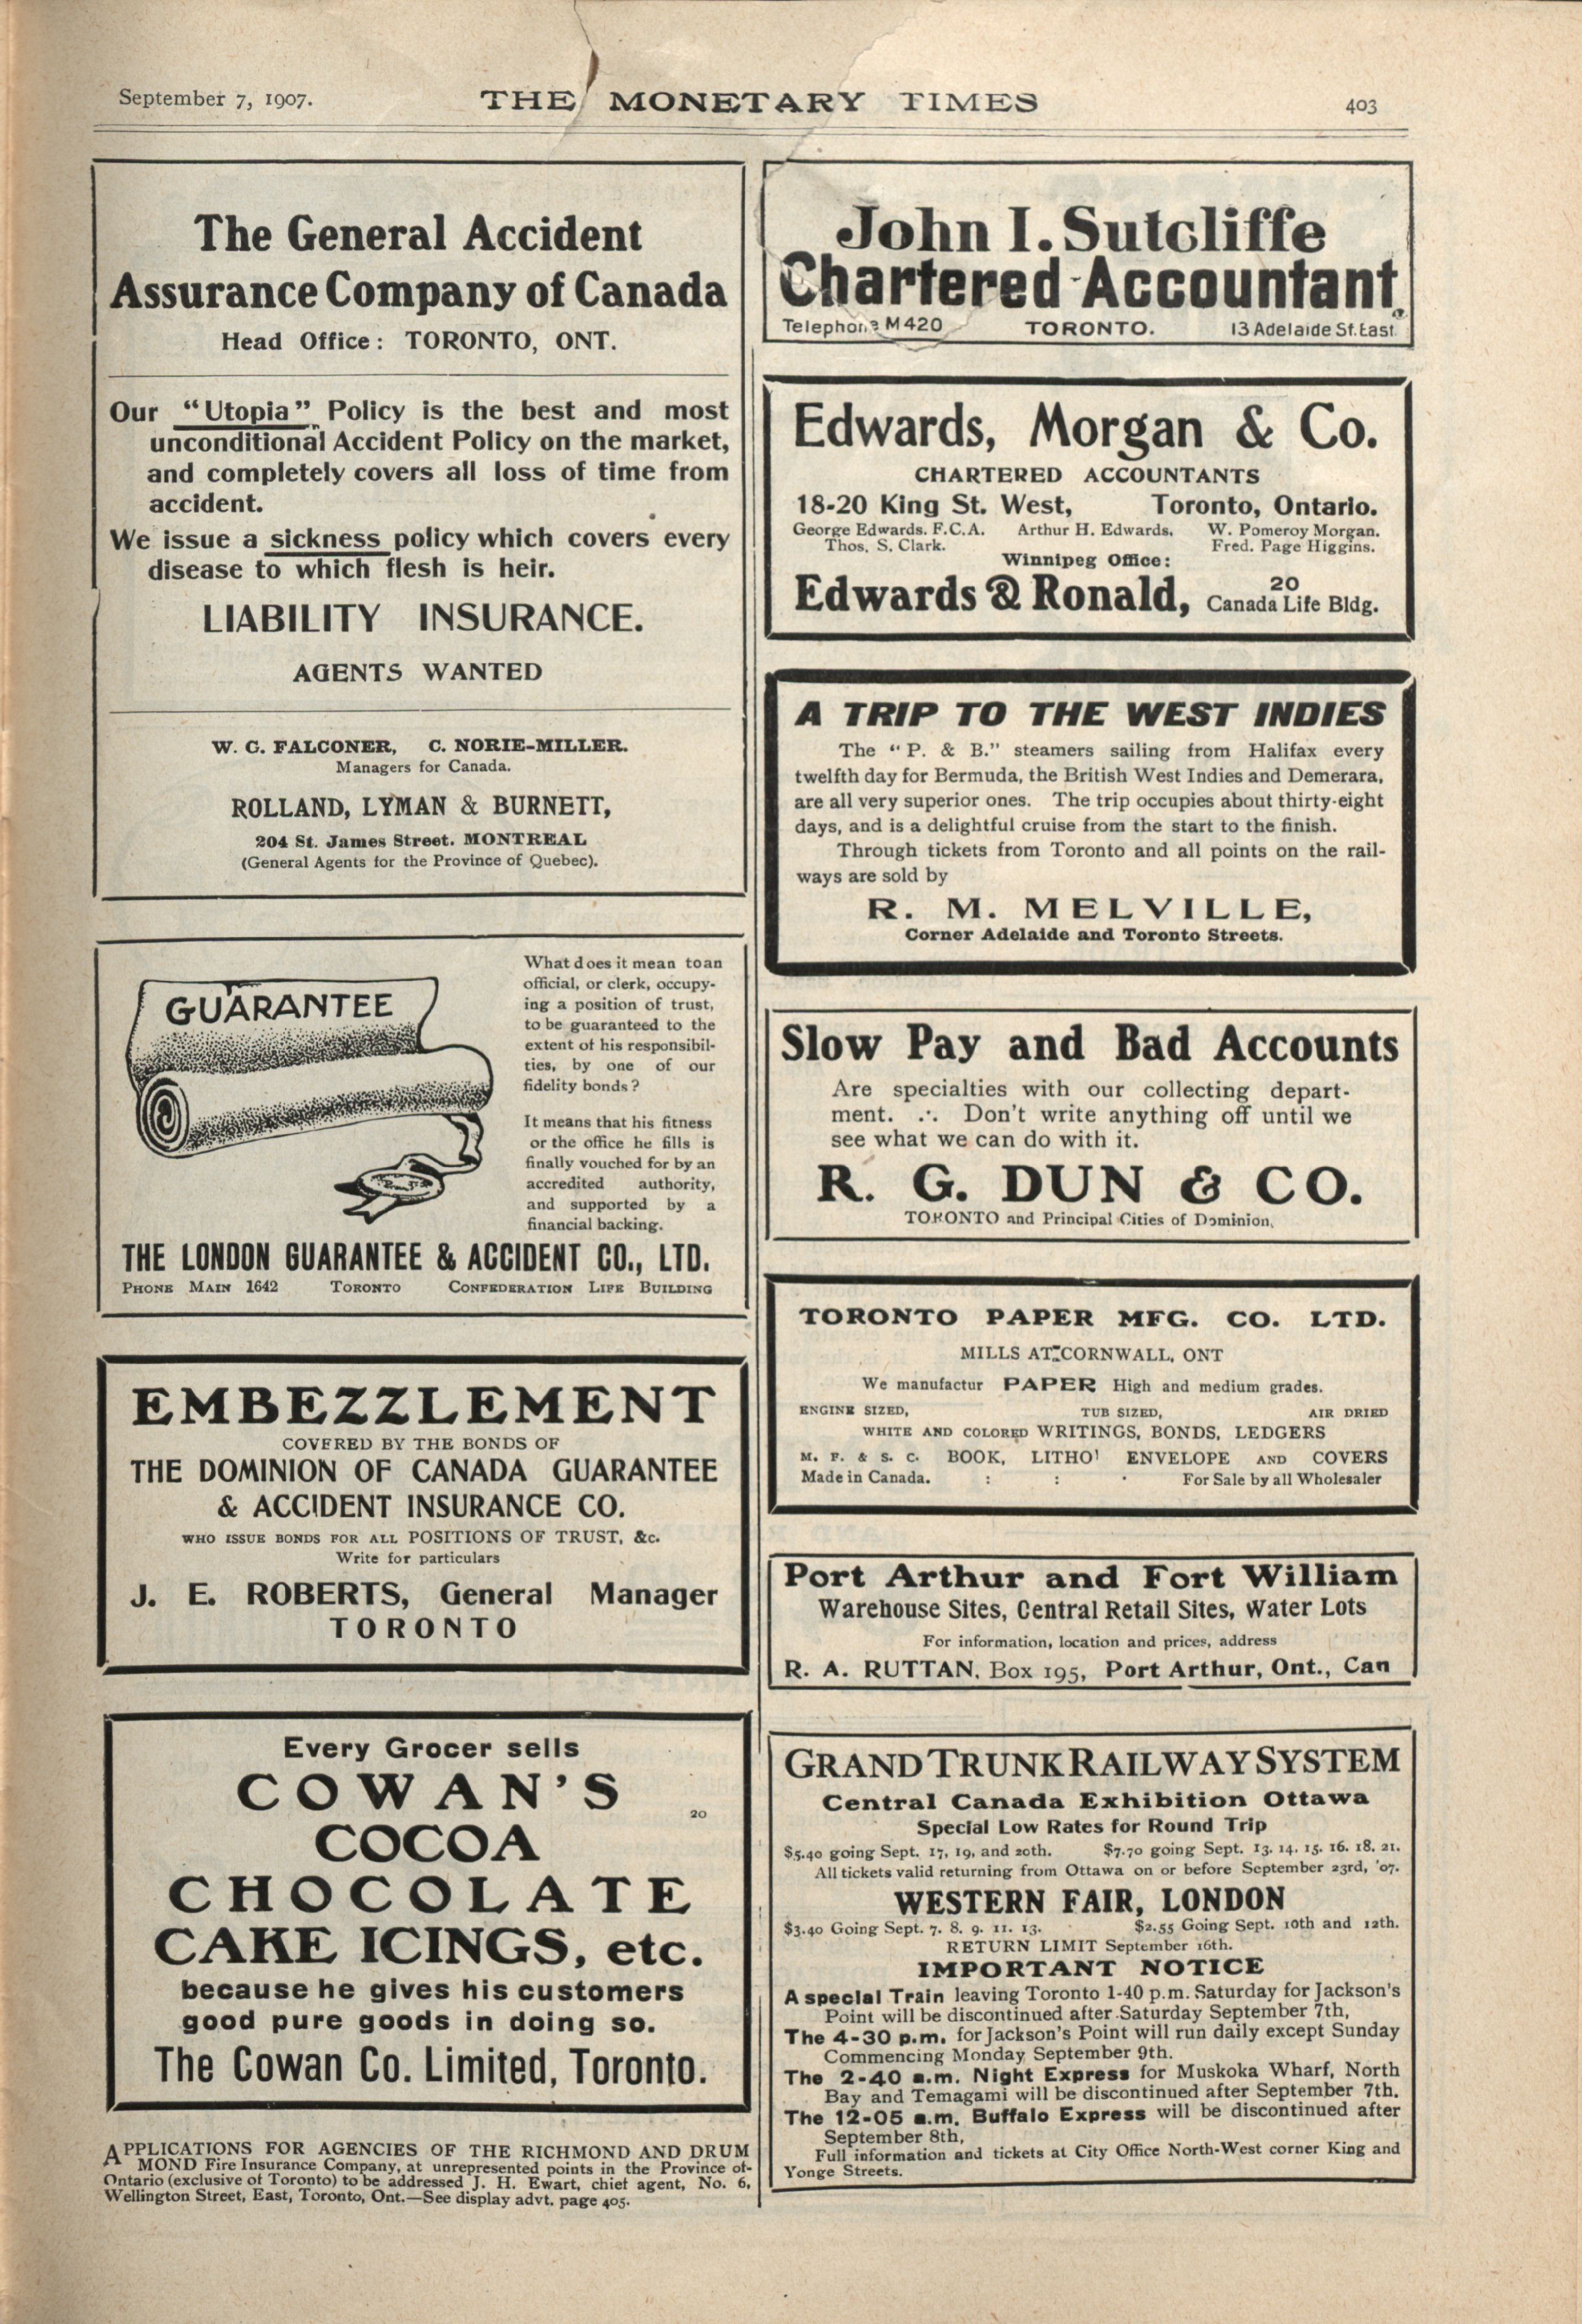 September 7, 1907.
THE MONETARY TIMES
403
The General Accident
Assurance Company of Canada
Head Office: TORONTO, ONT.
Our "Utopia" Policy is the best and most
unconditional Accident Policy on the market,
and completely covers all loss of time from
accident.
We issue a sickness policy which covers every
disease to which flesh is heir.
LIABILITY INSURANCE.
AGENTS WANTED
W. G. FALCONER, C. NORIE-MILLER.
Managers for Canada.
ROLLAND, LYMAN & BURNETT,
204 St. James Street. MONTREAL
(General Agents for the Province of Quebec).
GUARANTEE
What does it mean toan
official, or clerk, occupy-
ing a position of trust,
to be guaranteed to the
extent of his responsibil-
ties, by one of our
fidelity bonds?
It means that his fitness
or the office he fills is
finally vouched for by an
accredited authority,
and supported by a
financial backing.
THE LONDON GUARANTEE & ACCIDENT CO., LTD.
PHONE MAIN 1642 TORONTO CONFEDERATION LIFE BUILDING
EMBEZZLEMENT
COVERED BY THE BONDS OF
THE DOMINION OF CANADA GUARANTEE
& ACCIDENT INSURANCE CO.
WHO ISSUE BONDS FOR ALL POSITIONS OF TRUST, &c.
Write for particulars
J. E. ROBERTS, General Manager
TORONTO
Every Grocer sells
COWAN'S
20
COCOA
CHOCOLATE
CAKE ICINGS, etc.
because he gives his customers
good pure goods in doing so.
The Cowan Co. Limited, Toronto.
APPLICATIONS FOR AGENCIES OF THE RICHMOND AND DRUM
MOND Fire Insurance Company, at unrepresented points in the Province of-
Ontario (exclusive of Toronto) to be addressed J. H. Ewart, chief agent, No. 6,
Wellington Street, East, Toronto, Ont.—See display advt. page 405.
John I. Sutcliffe
Chartered Accountant
Telephone M 420 TORONTO. 13 Adelaide St. East.
Edwards, Morgan & Co.
CHARTERED ACCOUNTANTS
18-20 King St. West, Toronto, Ontario.
George Edwards. F.C.A. Arthur H. Edwards. W. Pomeroy Morgan.
Thos. S. Clark. Fred. Page Higgins.
Winnipeg Office:
Edwards & Ronald, 20 Canada Life Bldg.
A TRIP TO THE WEST INDIES
The "P. & B." steamers sailing from Halifax every
twelfth day for Bermuda, the British West Indies and Demerara,
are all very superior ones. The trip occupies about thirty-eight
days, and is a delightful cruise from the start to the finish.
Through tickets from Toronto and all points on the rail-
ways are sold by
R. M. MELVILLE,
Corner Adelaide and Toronto Streets.
Slow Pay and Bad Accounts
Are specialties with our collecting depart-
ment. .·. Don't write anything off until we
see what we can do with it.
R. G. DUN & CO.
TORONTO and Principal Cities of Dominion.
TORONTO PAPER MFG. CO. LTD.
MILLS AT CORNWALL, ONT
We manufactur PAPER High and medium grades.
ENGINE SIZED, TUB SIZED, AIR DRIED
WHITE AND COLORED WRITINGS, BONDS, LEDGERS
M. F. & S. C. BOOK, LITHO' ENVELOPE AND COVERS
Made in Canada. : : · For Sale by all Wholesaler
Port Arthur and Fort William
Warehouse Sites, Central Retail Sites, Water Lots
For information, location and prices, address
R. A. RUTTAN, Box 195, Port Arthur, Ont., Can
GRAND TRUNK RAILWAY SYSTEM
Central Canada Exhibition Ottawa
Special Low Rates for Round Trip
$5.40 going Sept. 17, 19, and 20th. $7.70 going Sept. 13. 14. 15. 16. 18. 21.
All tickets valid returning from Ottawa on or before September 23rd, '07.
WESTERN FAIR, LONDON
$3.40 Going Sept. 7. 8. 9. 11. 13. $2.55 Going Sept. 10th and 12th.
RETURN LIMIT September 16th.
IMPORTANT NOTICE
A special Train leaving Toronto 1-40 p.m. Saturday for Jackson's
Point will be discontinued after Saturday September 7th,
The 4-30 p.m. for Jackson's Point will run daily except Sunday
Commencing Monday September 9th.
The 2-40 a.m. Night Express for Muskoka Wharf, North
Bay and Temagami will be discontinued after September 7th.
The 12-05 a.m. Buffalo Express will be discontinued after
September 8th,
Full information and tickets at City Office North-West corner King and
Yonge Streets.